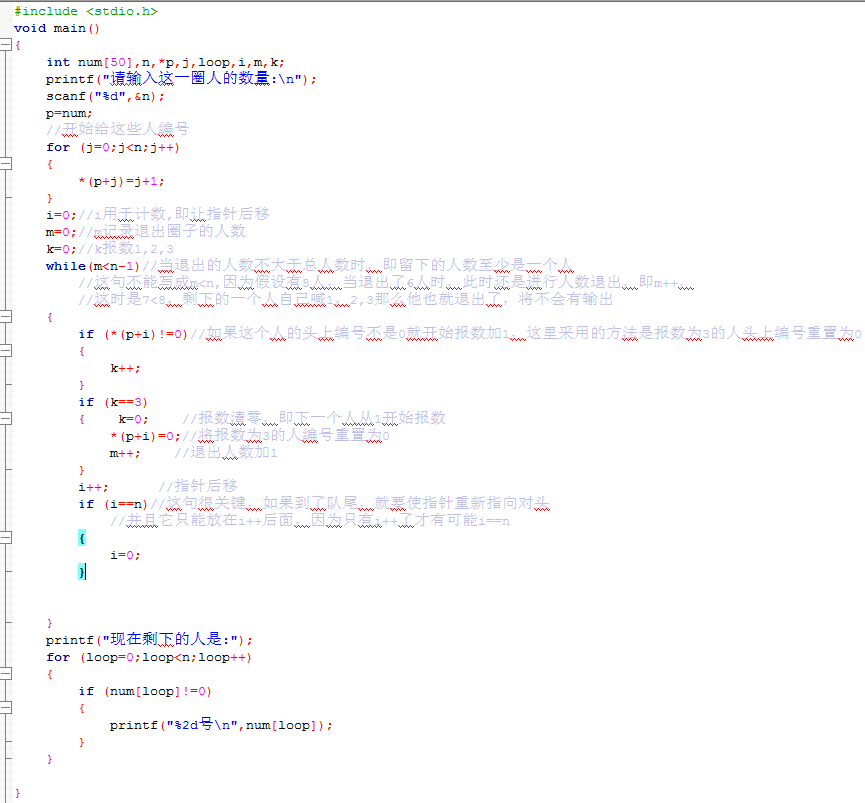 #include <stdio.h>
void main()
{
int num[50],n,*p,j,loop,i,m,k;
printf("请输入这一圈人的数量:\n");
scanf("%d",&n);
p=num;
//开始给这些人编号
for (j=0;j<n;j++)
{
*(p+j)=j+1;
}
i=0;//i用于计数,即让指针后移
m=0;//m记录退出圈子的人数
k=0;//k报数1,2,3
while(m<n-1)//当退出的人数不大于总人数时，即留下的人数至少是一个人
//这句不能写成m<n,因为假设有8人，当退出了6人时，此时还是进行人数退出，即m++，
//这时是7<8，剩下的一个人自己喊1，2,3那么他也就退出了，将不会有输出
{
if (*(p+i)!=0)//如果这个人的头上编号不是0就开始报数加1，这里采用的方法是报数为3的人头上编号重置为0
{
k++;
}
if (k==3)
{ k=0; //报数清零，即下一个人从1开始报数
*(p+i)=0;//将报数为3的人编号重置为0
m++; //退出人数加1
}
i++; //指针后移
if (i==n)//这句很关键，如果到了队尾，就要使指针重新指向对头
//并且它只能放在i++后面，因为只有i++了才有可能i==n
{
i=0;
}
}
printf("现在剩下的人是:");
for (loop=0;loop<n;loop++)
{
if (num[loop]!=0)
{
printf("%2d号\n",num[loop]);
}
}
}